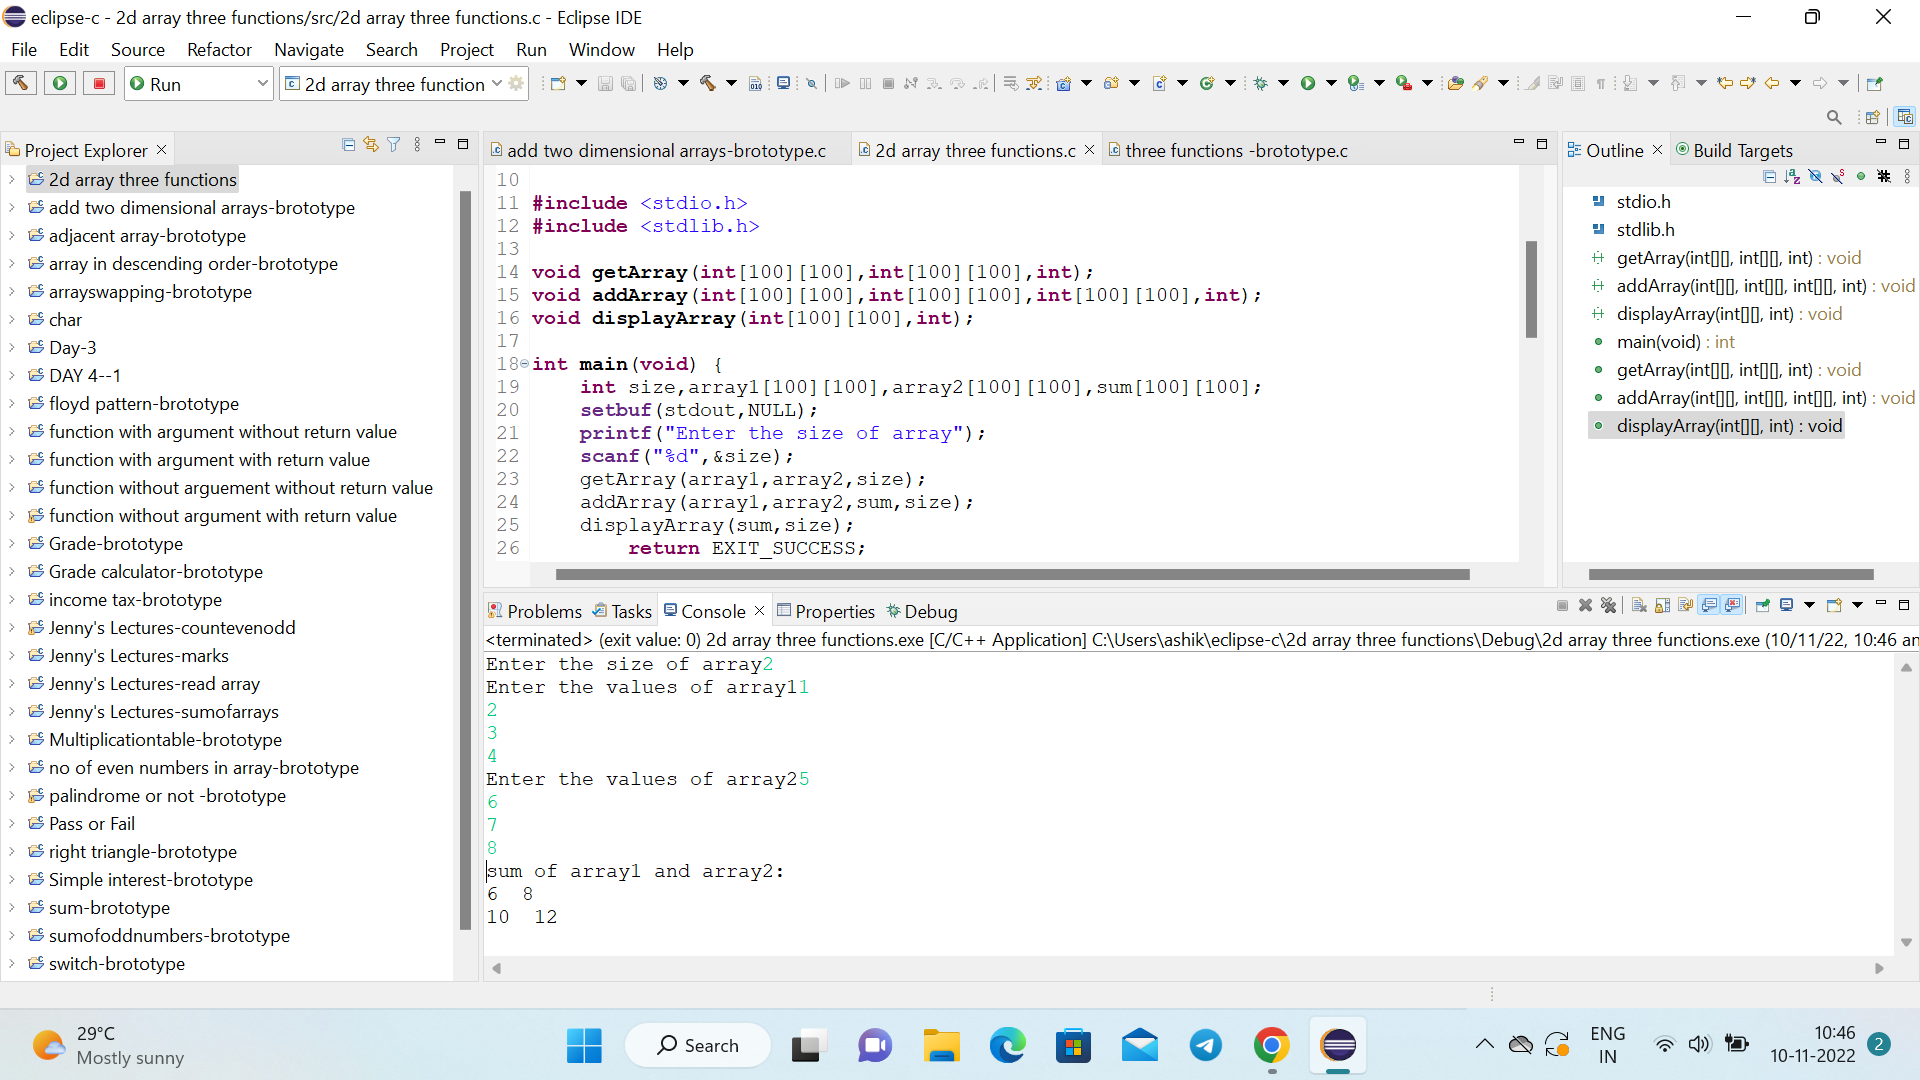 eclipse-c - 2d array three functions/src/2d array three functions.c - Eclipse IDE
File Edit Source Refactor Navigate Search Project Run Window Help
Run
2d array three function
Project Explorer
2d array three functions
add two dimensional arrays-brototype
adjacent array-brototype
array in descending order-brototype
arrayswapping-brototype
char
Day-3
DAY 4--1
floyd pattern-brototype
function with argument without return value
function with argument with return value
function without arguement without return value
function without argument with return value
Grade-brototype
Grade calculator-brototype
income tax-brototype
Jenny's Lectures-countevenodd
Jenny's Lectures-marks
Jenny's Lectures-read array
Jenny's Lectures-sumofarrays
Multiplicationtable-brototype
no of even numbers in array-brototype
palindrome or not -brototype
Pass or Fail
right triangle-brototype
Simple interest-brototype
sum-brototype
sumofoddnumbers-brototype
switch-brototype
add two dimensional arrays-brototype.c
2d array three functions.c
three functions -brototype.c
10
11 #include <stdio.h>
12 #include <stdlib.h>
13
14 void getArray(int[100][100],int[100][100],int);
15 void addArray(int[100][100],int[100][100],int[100][100],int);
16 void displayArray(int[100][100],int);
17
18 int main(void) {
19 int size,array1[100][100],array2[100][100],sum[100][100];
20 setbuf(stdout,NULL);
21 printf("Enter the size of array");
22 scanf("%d",&size);
23 getArray(array1,array2,size);
24 addArray(array1,array2,sum,size);
25 displayArray(sum,size);
26 return EXIT_SUCCESS;
Outline
Build Targets
stdio.h
stdlib.h
getArray(int[][], int[][], int) : void
addArray(int[][], int[][], int[][], int) : void
displayArray(int[][], int) : void
main(void) : int
getArray(int[][], int[][], int) : void
addArray(int[][], int[][], int[][], int) : void
displayArray(int[][], int) : void
Problems Tasks Console Properties Debug
<terminated> (exit value: 0) 2d array three functions.exe [C/C++ Application] C:\Users\ashik\eclipse-c\2d array three functions\Debug\2d array three functions.exe (10/11/22, 10:46 am
Enter the size of array2
Enter the values of array11
2
3
4
Enter the values of array25
6
7
8
sum of array1 and array2:
6 8
10 12
29°C
Mostly sunny
Search
ENG
IN
10:46
10-11-2022
2